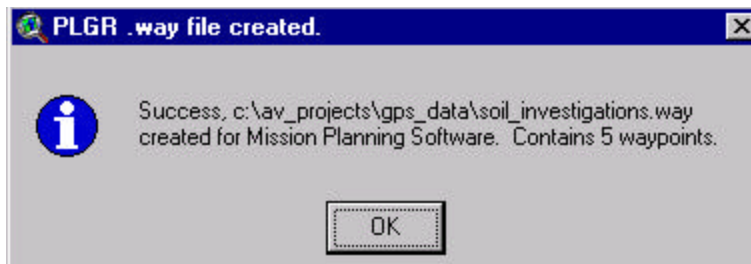 PLGR .way file created.
Success, c:\av_projects\gps_data\soil_investigations.way
created for Mission Planning Software. Contains 5 waypoints.
OK